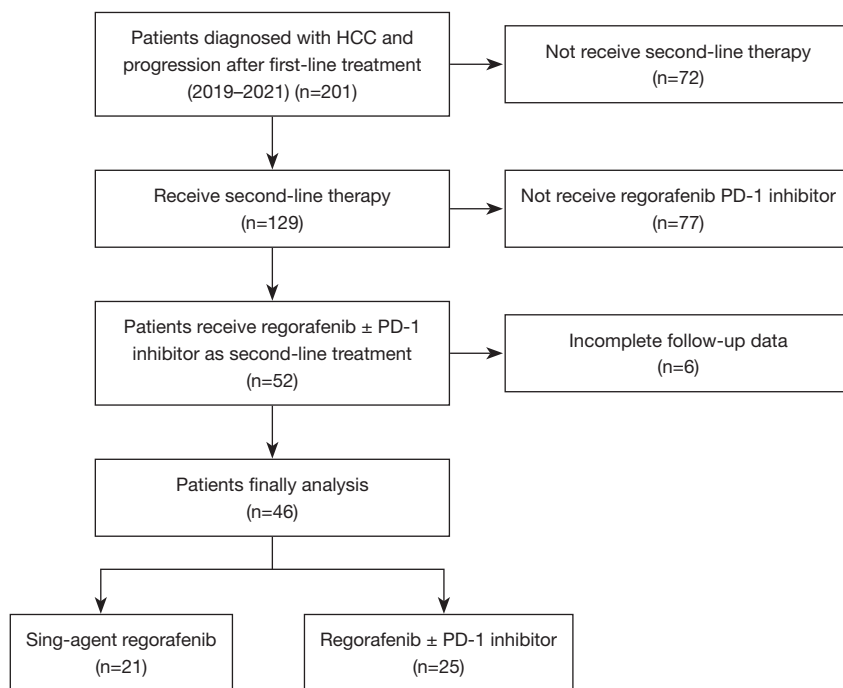 Patients diagnosed with HCC and
progression after first-line treatment
(2019–2021) (n=201)
Not receive second-line therapy
(n=72)
Receive second-line therapy
(n=129)
Not receive regorafenib PD-1 inhibitor
(n=77)
Patients receive regorafenib ± PD-1
inhibitor as second-line treatment
(n=52)
Incomplete follow-up data
(n=6)
Patients finally analysis
(n=46)
Sing-agent regorafenib
(n=21)
Regorafenib ± PD-1 inhibitor
(n=25)